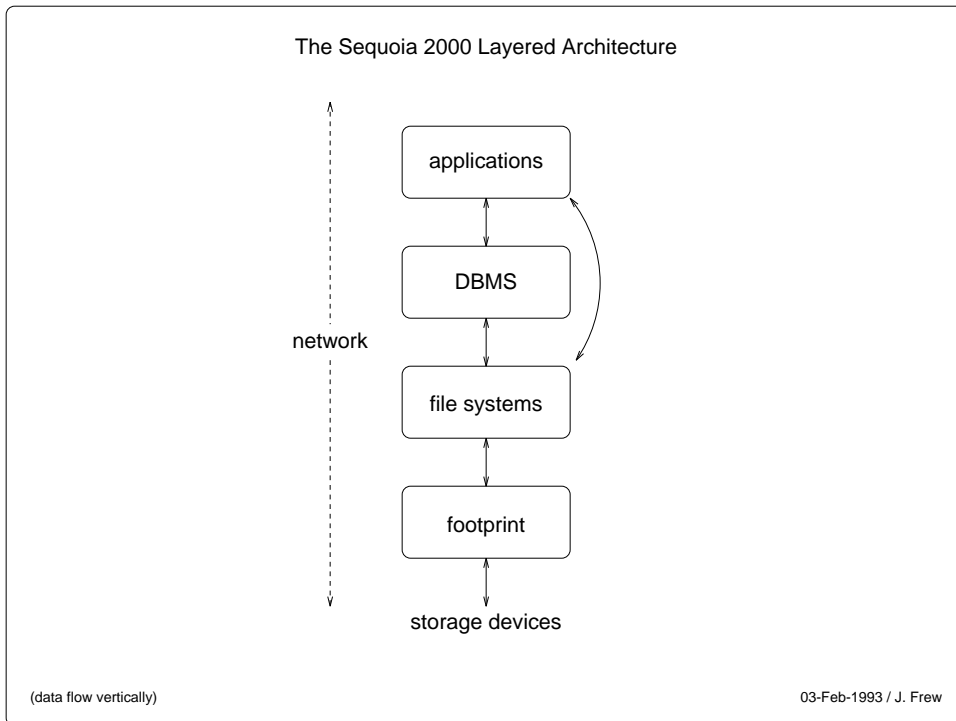 The Sequoia 2000 Layered Architecture
applications
DBMS
network
file systems
footprint
storage devices
(data flow vertically)
03-Feb-1993 / J. Frew